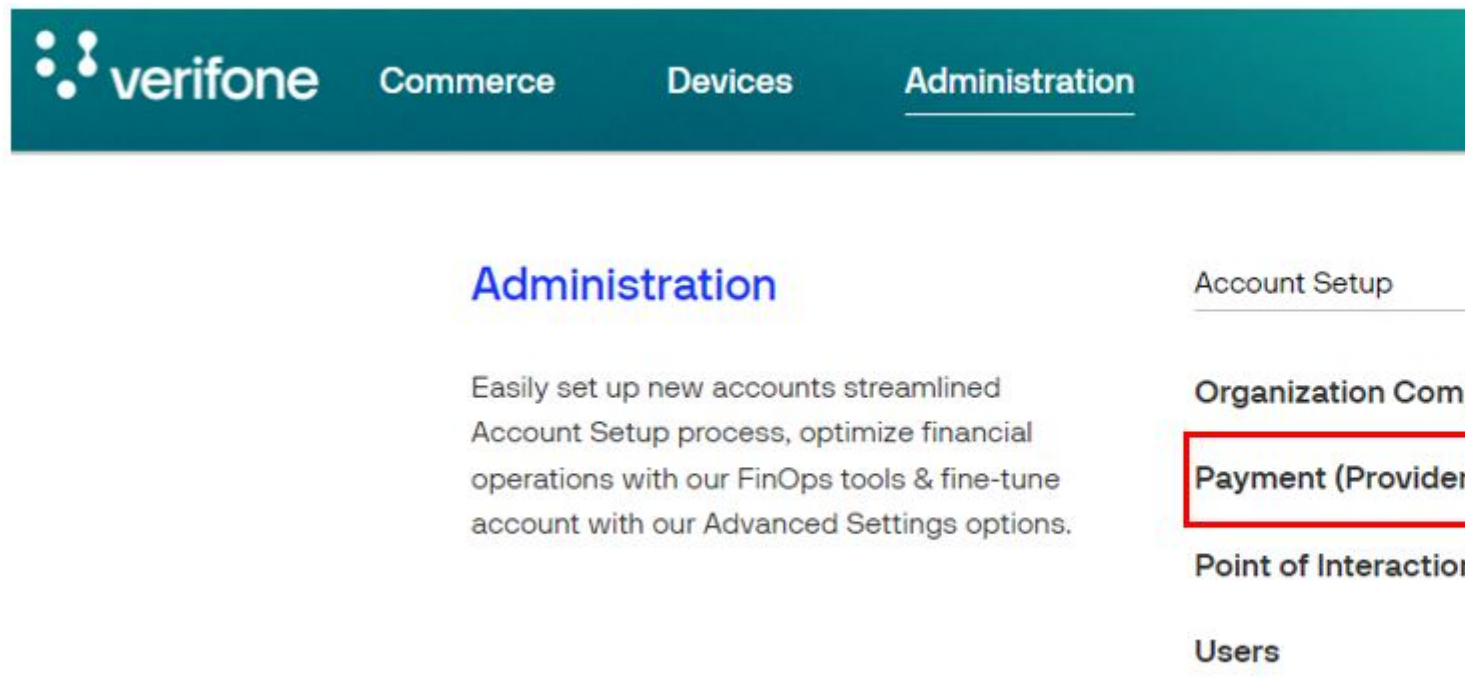 verifone Commerce Devices Administration
Administration
Easily set up new accounts streamlined
Account Setup process, optimize financial
operations with our FinOps tools & fine-tune
account with our Advanced Settings options.
Account Setup
Organization Com
Payment (Provider
Point of Interaction
Users